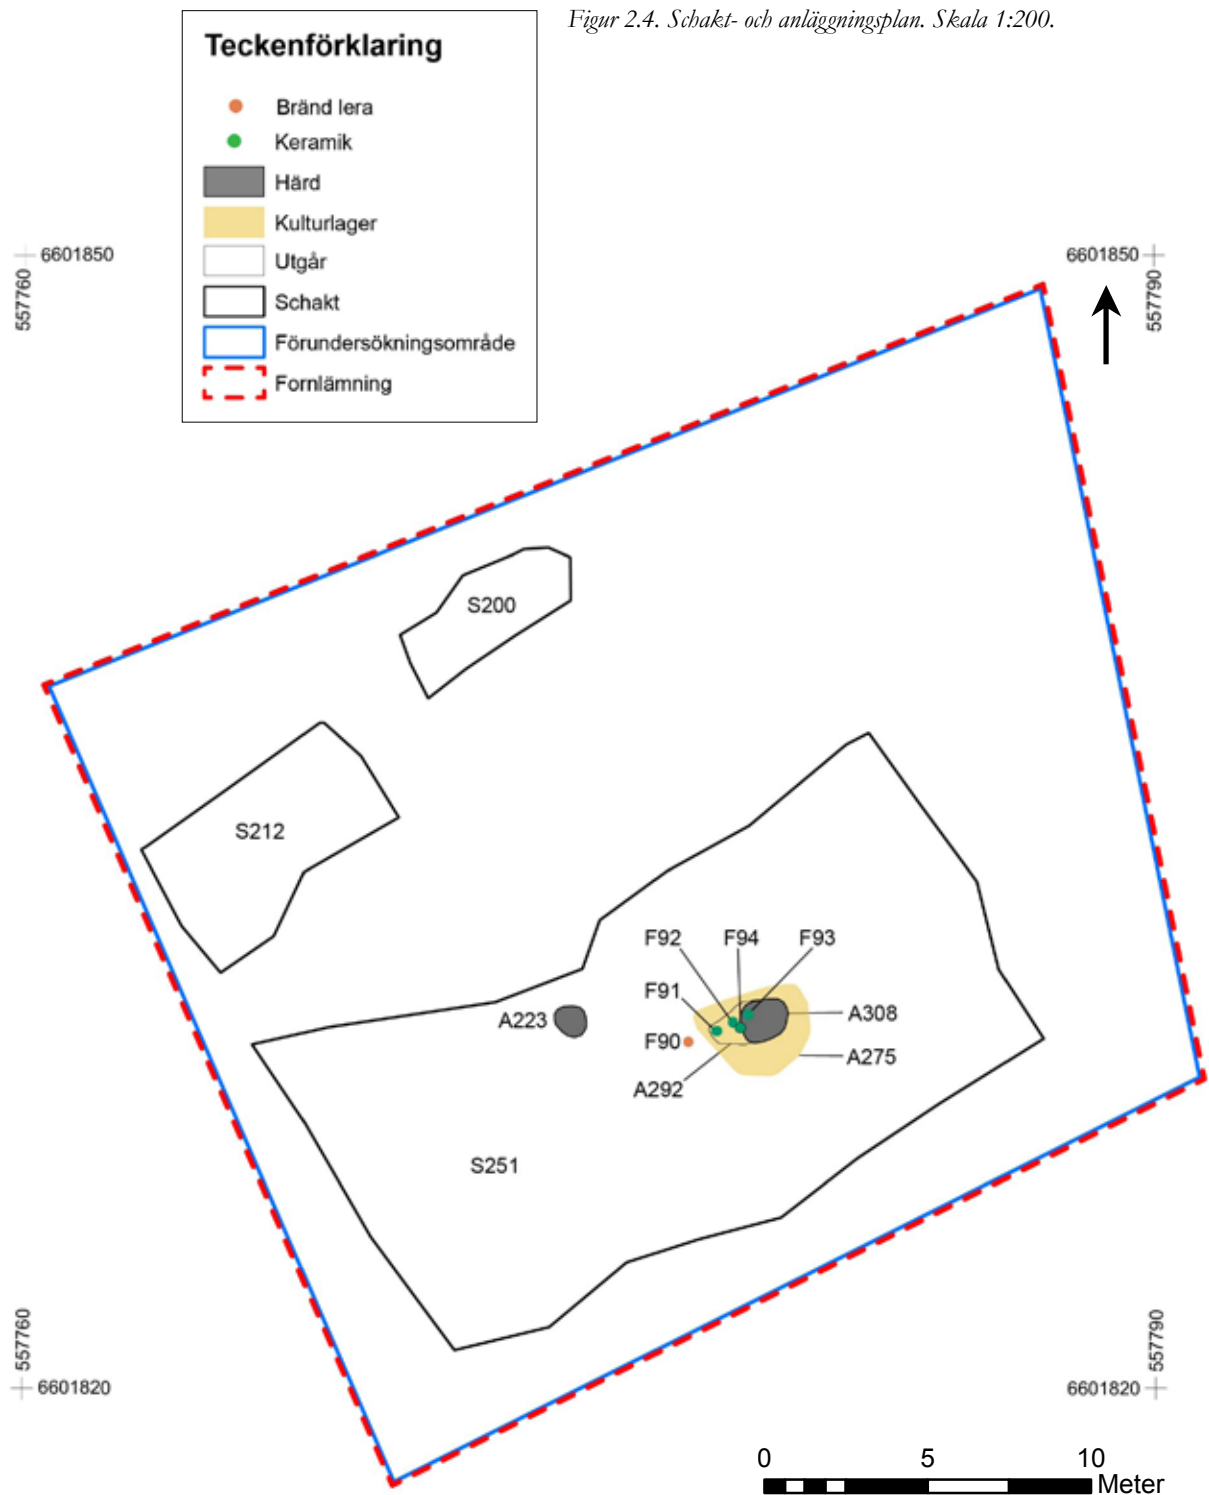 Figur 2.4. Schakt- och anläggningsplan. Skala 1:200.
Teckenförklaring
Bränd lera
Keramik
Härd
Kulturlager
Utgår
Schakt
Förundersökningsområde
Fornlämning
6601850
557760
6601850
557790
S200
S212
F92
F94
F93
F91
A223
A308
F90
A275
A292
S251
557760
6601820
557790
6601820
0
5
10
Meter